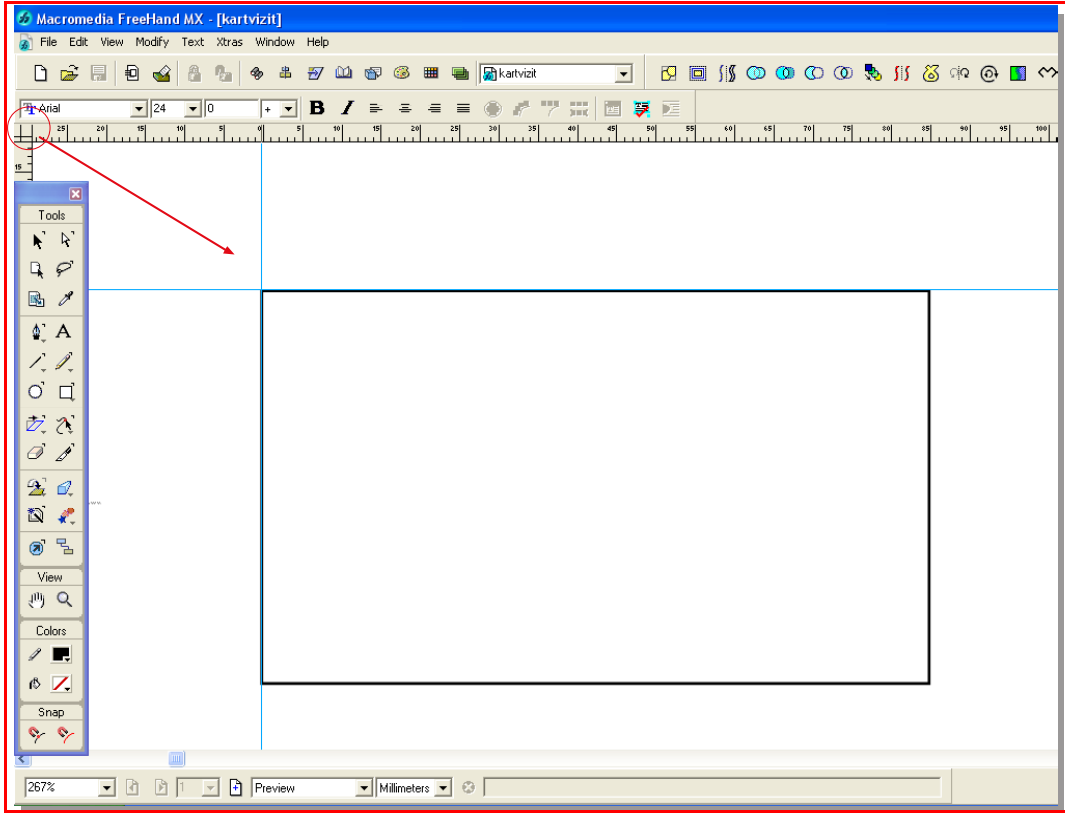 Macromedia FreeHand MX - [kartvizit]
File Edit View Modify Text Xtras Window Help
kartvizit
Arial 24 0 +
25 20 15 10 5 0 5 10 15 20 25 30 35 40 45 50 55 60 65 70 75 80 85 90 95 100
15
Tools
View
Colors
Snap
267% 1 Preview Millimeters